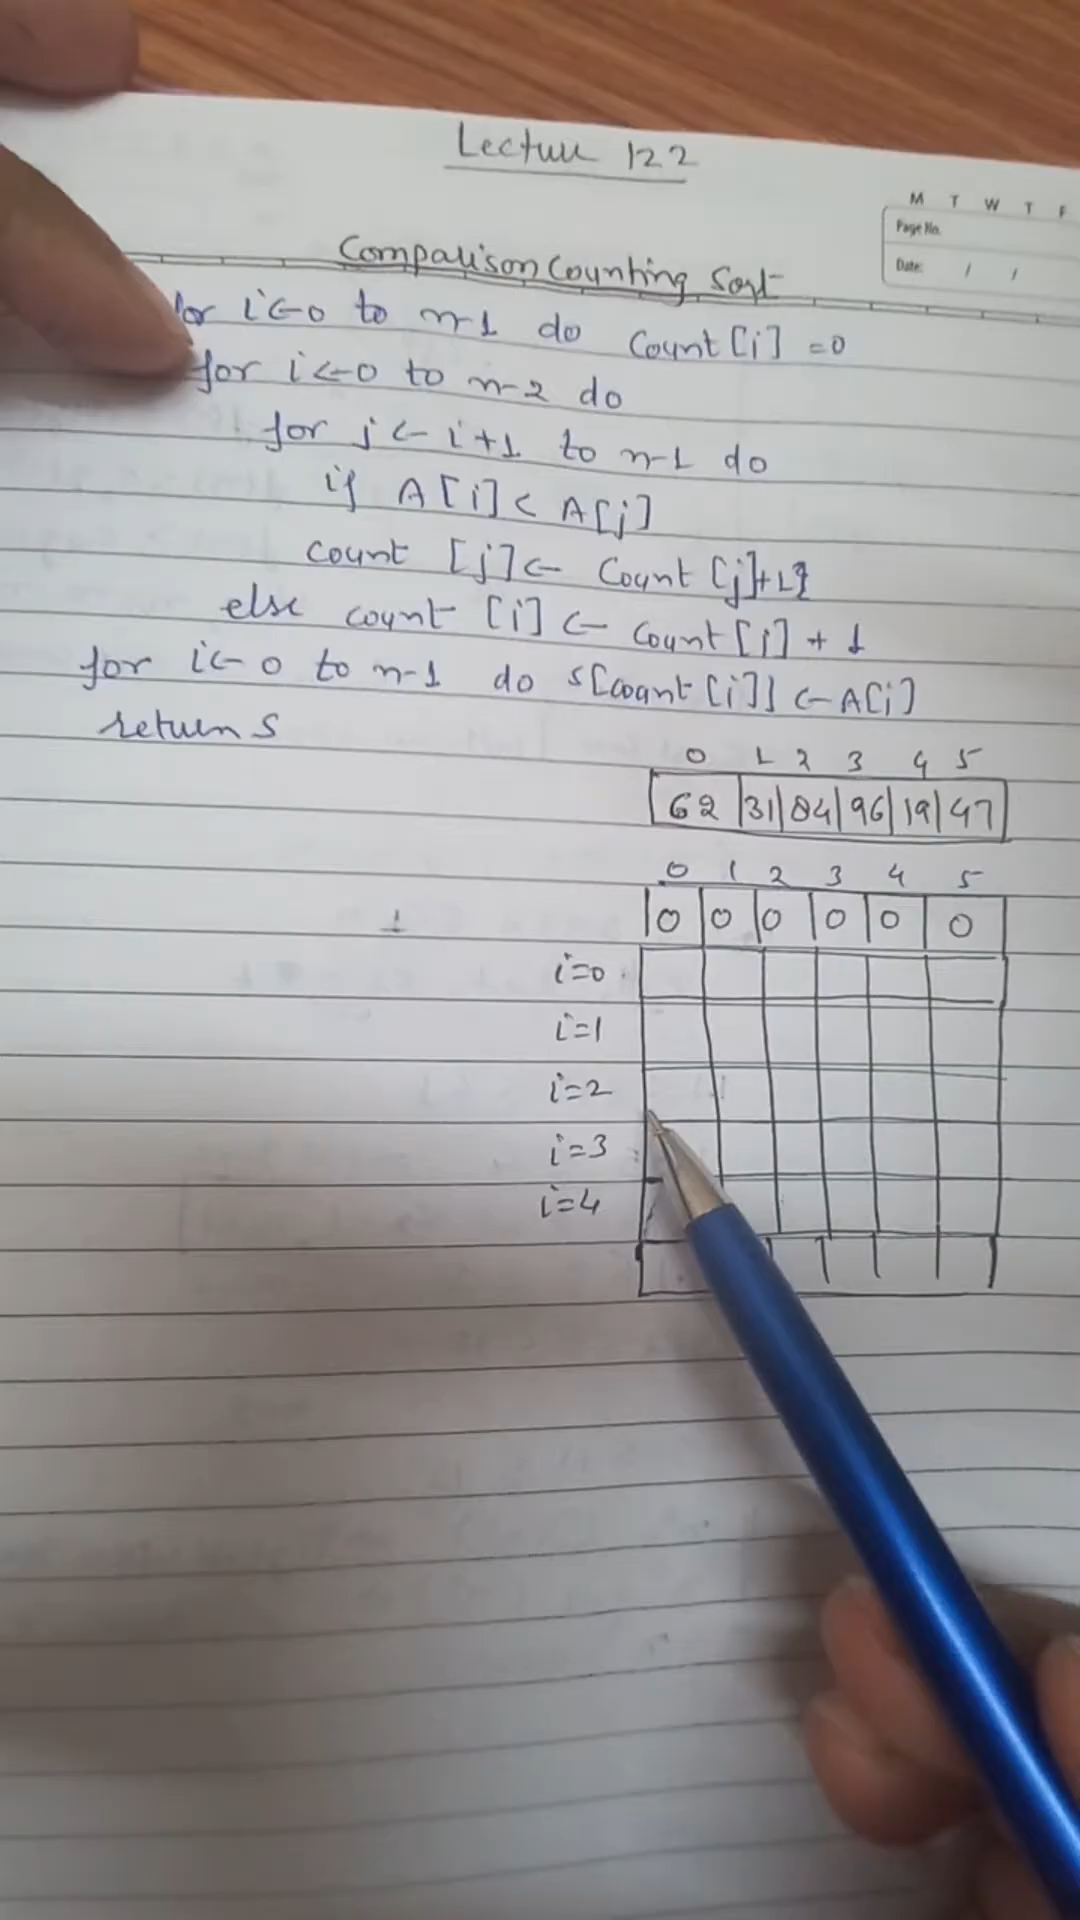 Lecture 122
M T W T F
Page No.
Date: / /
Comparison Counting Sort
for i ← 0 to n-1 do Count [i] = 0
for i ← 0 to n-2 do
for j ← i+1 to n-1 do
if A [i] < A [j]
count [j] ← Count [j]+1}
else count [i] ← count [i] + 1
for i ← 0 to n-1 do S[count [i]] ← A[i]
return S
0 1 2 3 4 5
62 31 84 96 19 47
0 1 2 3 4 5
0 0 0 0 0 0
i=0
i=1
i=2
i=3
i=4